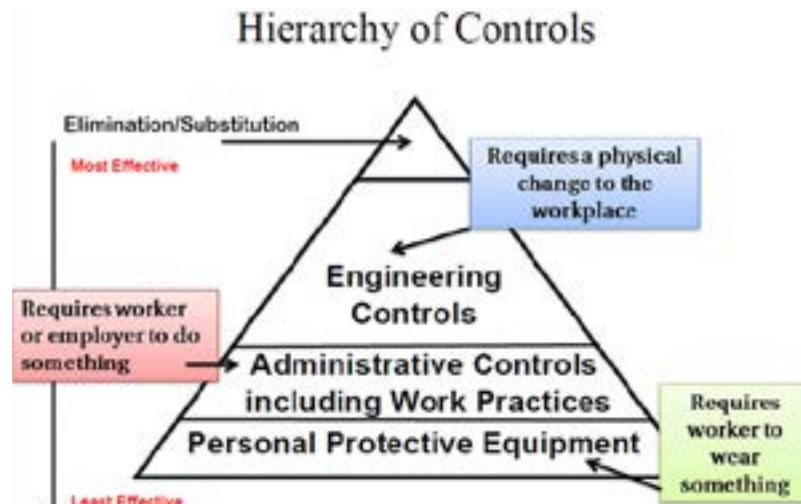 Hierarchy of Controls
Elimination/Substitution
Most Effective
Requires a physical
change to the
workplace
Engineering
Controls
Requires worker
or employer to do
something
Administrative Controls
including Work Practices
Personal Protective Equipment
Requires
worker to
wear
something
Least Effective